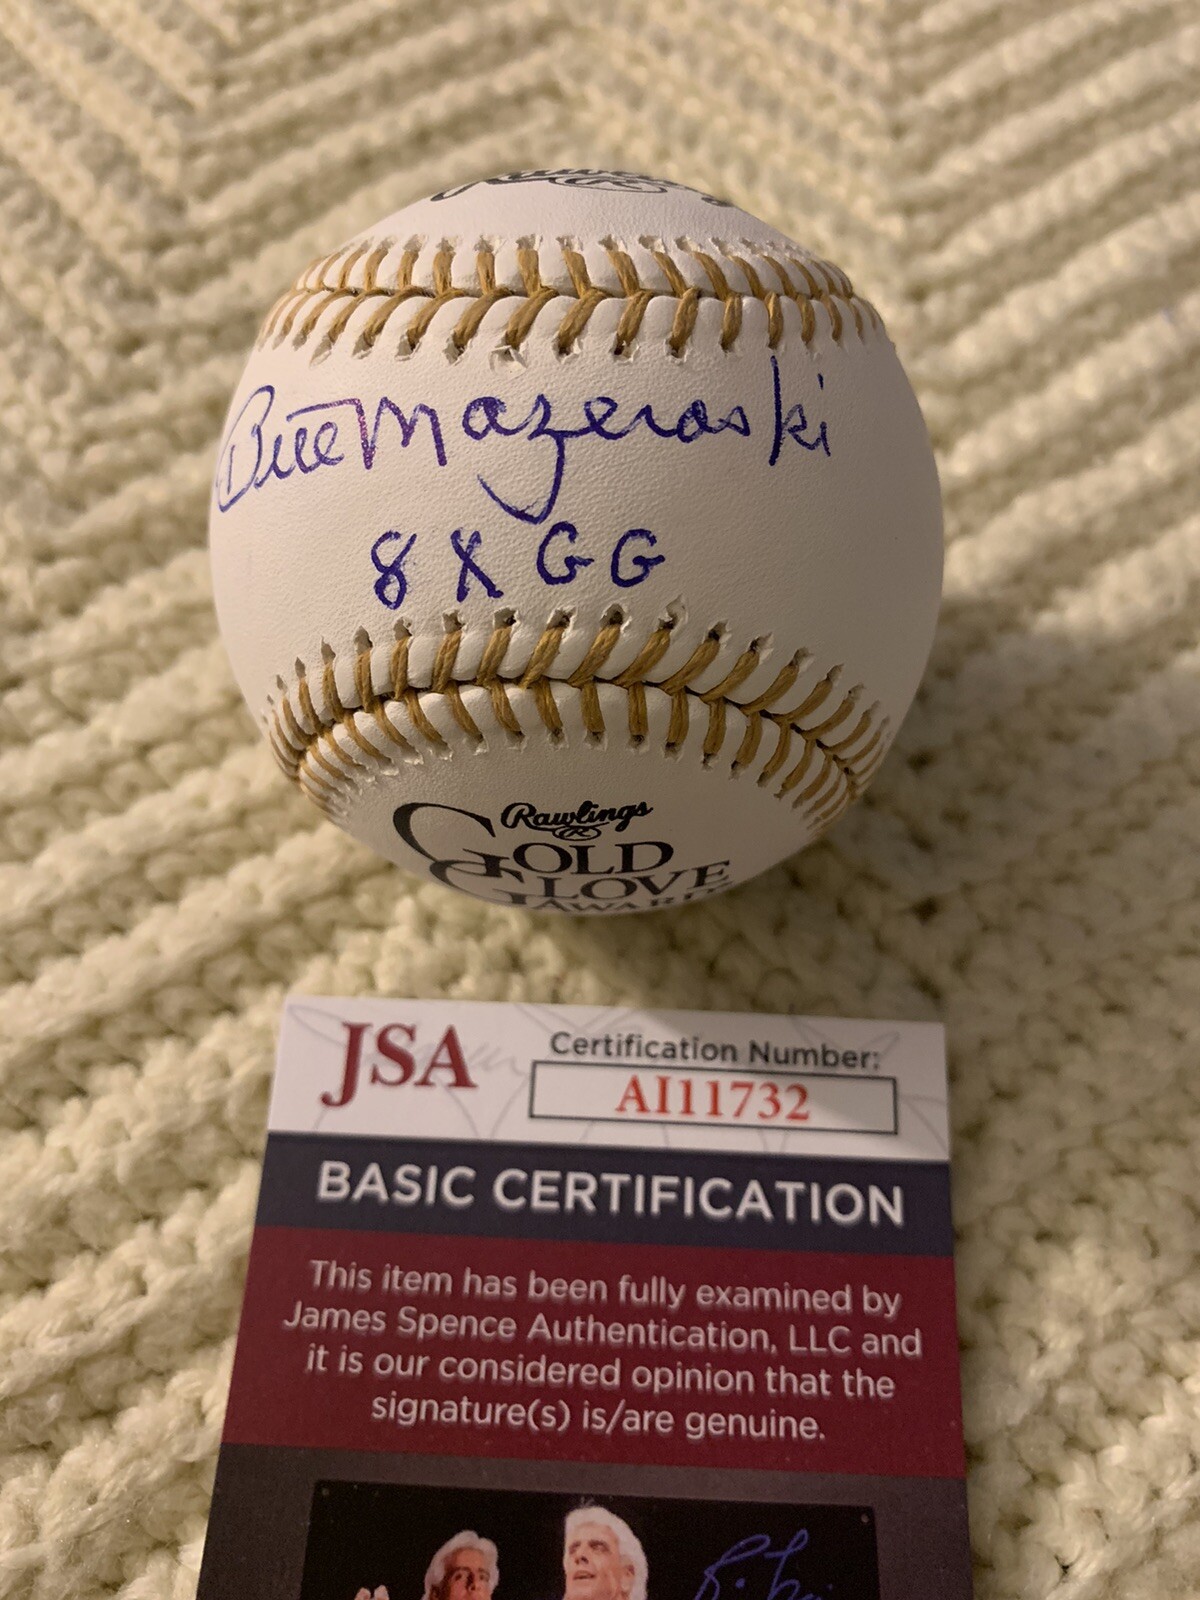 Rawlings
Bill Mazeroski
8 X GG
Rawlings
R
GOLD
GLOVE
AWARD
JSA
Certification Number:
AI11732
BASIC CERTIFICATION
This item has been fully examined by
James Spence Authentication, LLC and
it is our considered opinion that the
signature(s) is/are genuine.